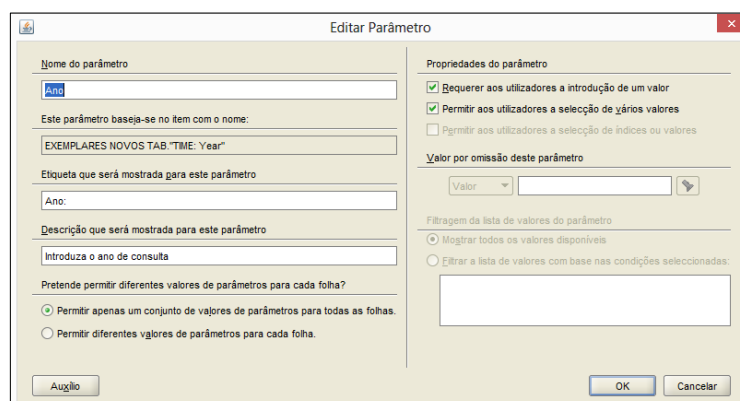 Editar Parâmetro
Nome do parâmetro
Ano
Este parâmetro baseja-se no item com o nome:
EXEMPLARES NOVOS TAB."TIME: Year"
Etiqueta que será mostrada para este parâmetro
Ano:
Descrição que será mostrada para este parâmetro
Introduza o ano de consulta
Pretende permitir diferentes valores de parâmetros para cada folha?
Permitir apenas um conjunto de valores de parâmetros para todas as folhas.
Permitir diferentes valores de parâmetros para cada folha.
Auxílio
Propriedades do parâmetro
Requerer aos utilizadores a introdução de um valor
Permitir aos utilizadores a selecção de vários valores
Permitir aos utilizadores a selecção de índices ou valores
Valor por omissão deste parâmetro
Valor
Filtragem da lista de valores do parâmetro
Mostrar todos os valores disponíveis
Filtrar a lista de valores com base nas condições seleccionadas:
OK
Cancelar